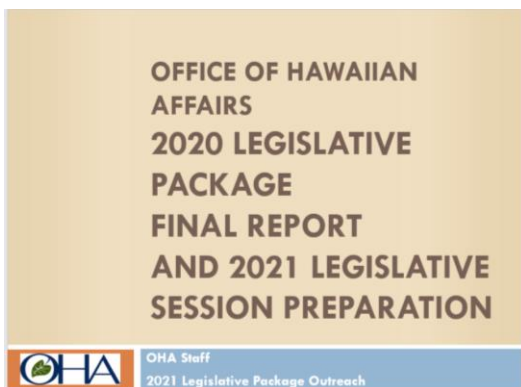 OFFICE OF HAWAIIAN
AFFAIRS
2020 LEGISLATIVE
PACKAGE
FINAL REPORT
AND 2021 LEGISLATIVE
SESSION PREPARATION
OHA
OHA Staff
2021 Legislative Package Outreach